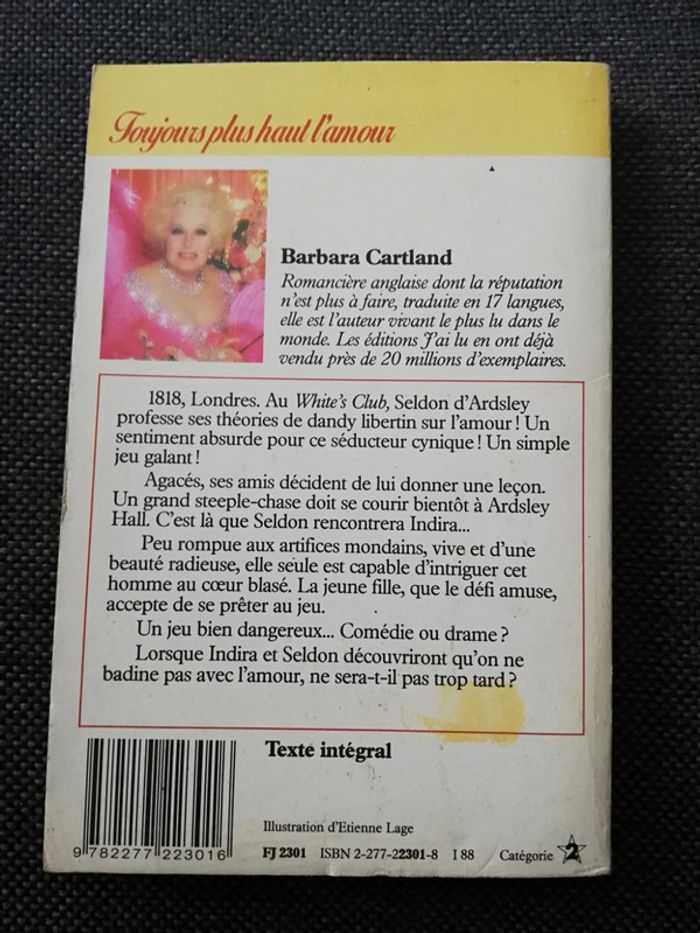 Toujours plus haut l'amour
Barbara Cartland
Romancière anglaise dont la réputation
n'est plus à faire, traduite en 17 langues,
elle est l'auteur vivant le plus lu dans le
monde. Les éditions J'ai lu en ont déjà
vendu près de 20 millions d'exemplaires.
1818, Londres. Au White's Club, Seldon d'Ardsley
professe ses théories de dandy libertin sur l'amour ! Un
sentiment absurde pour ce séducteur cynique ! Un simple
jeu galant !
Agacés, ses amis décident de lui donner une leçon.
Un grand steeple-chase doit se courir bientôt à Ardsley
Hall. C'est là que Seldon rencontrera Indira...
Peu rompue aux artifices mondains, vive et d'une
beauté radieuse, elle seule est capable d'intriguer cet
homme au cœur blasé. La jeune fille, que le défi amuse,
accepte de se prêter au jeu.
Un jeu bien dangereux... Comédie ou drame ?
Lorsque Indira et Seldon découvriront qu'on ne
badine pas avec l'amour, ne sera-t-il pas trop tard ?
Texte intégral
Illustration d'Etienne Lage
9 782277 223016
FJ 2301 ISBN 2-277-22301-8 I 88 Catégorie 2